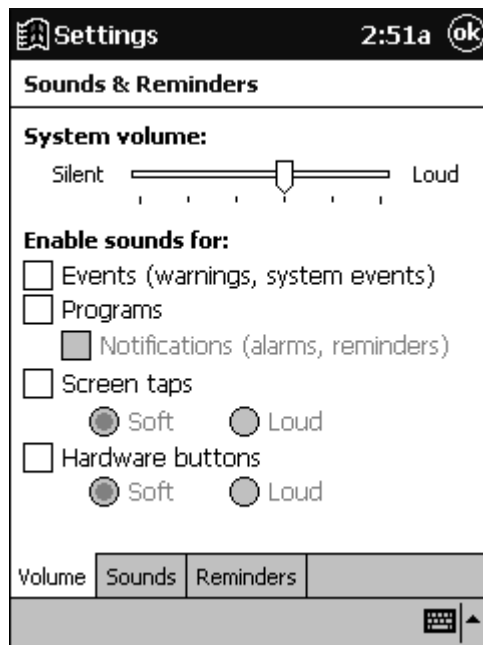 Settings 2:51a ok
Sounds & Reminders
System volume:
Silent Loud
Enable sounds for:
Events (warnings, system events)
Programs
Notifications (alarms, reminders)
Screen taps
Soft Loud
Hardware buttons
Soft Loud
Volume Sounds Reminders